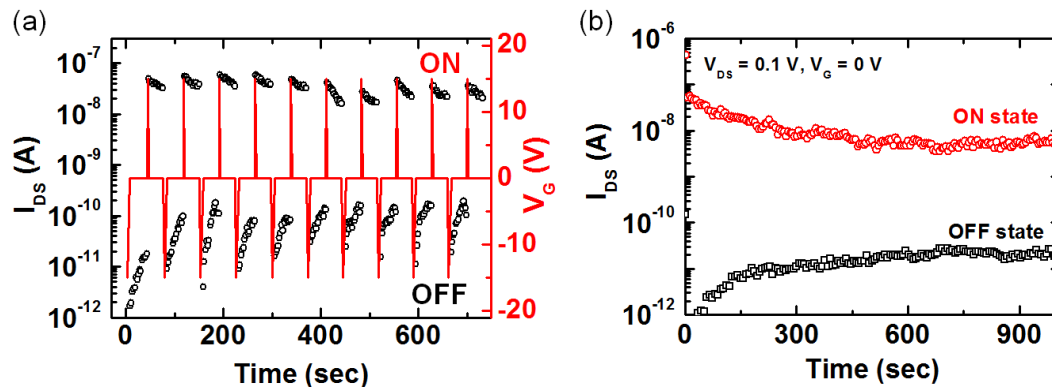 (a)
10⁻⁷
10⁻⁸
10⁻⁹
10⁻¹⁰
10⁻¹¹
10⁻¹²
I_DS (A)
ON
OFF
20
10
0
-10
-20
V_G (V)
0 200 400 600
Time (sec)
(b)
10⁻⁶
10⁻⁸
10⁻¹⁰
10⁻¹²
I_DS (A)
V_DS = 0.1 V, V_G = 0 V
ON state
OFF state
0 300 600 900
Time (sec)